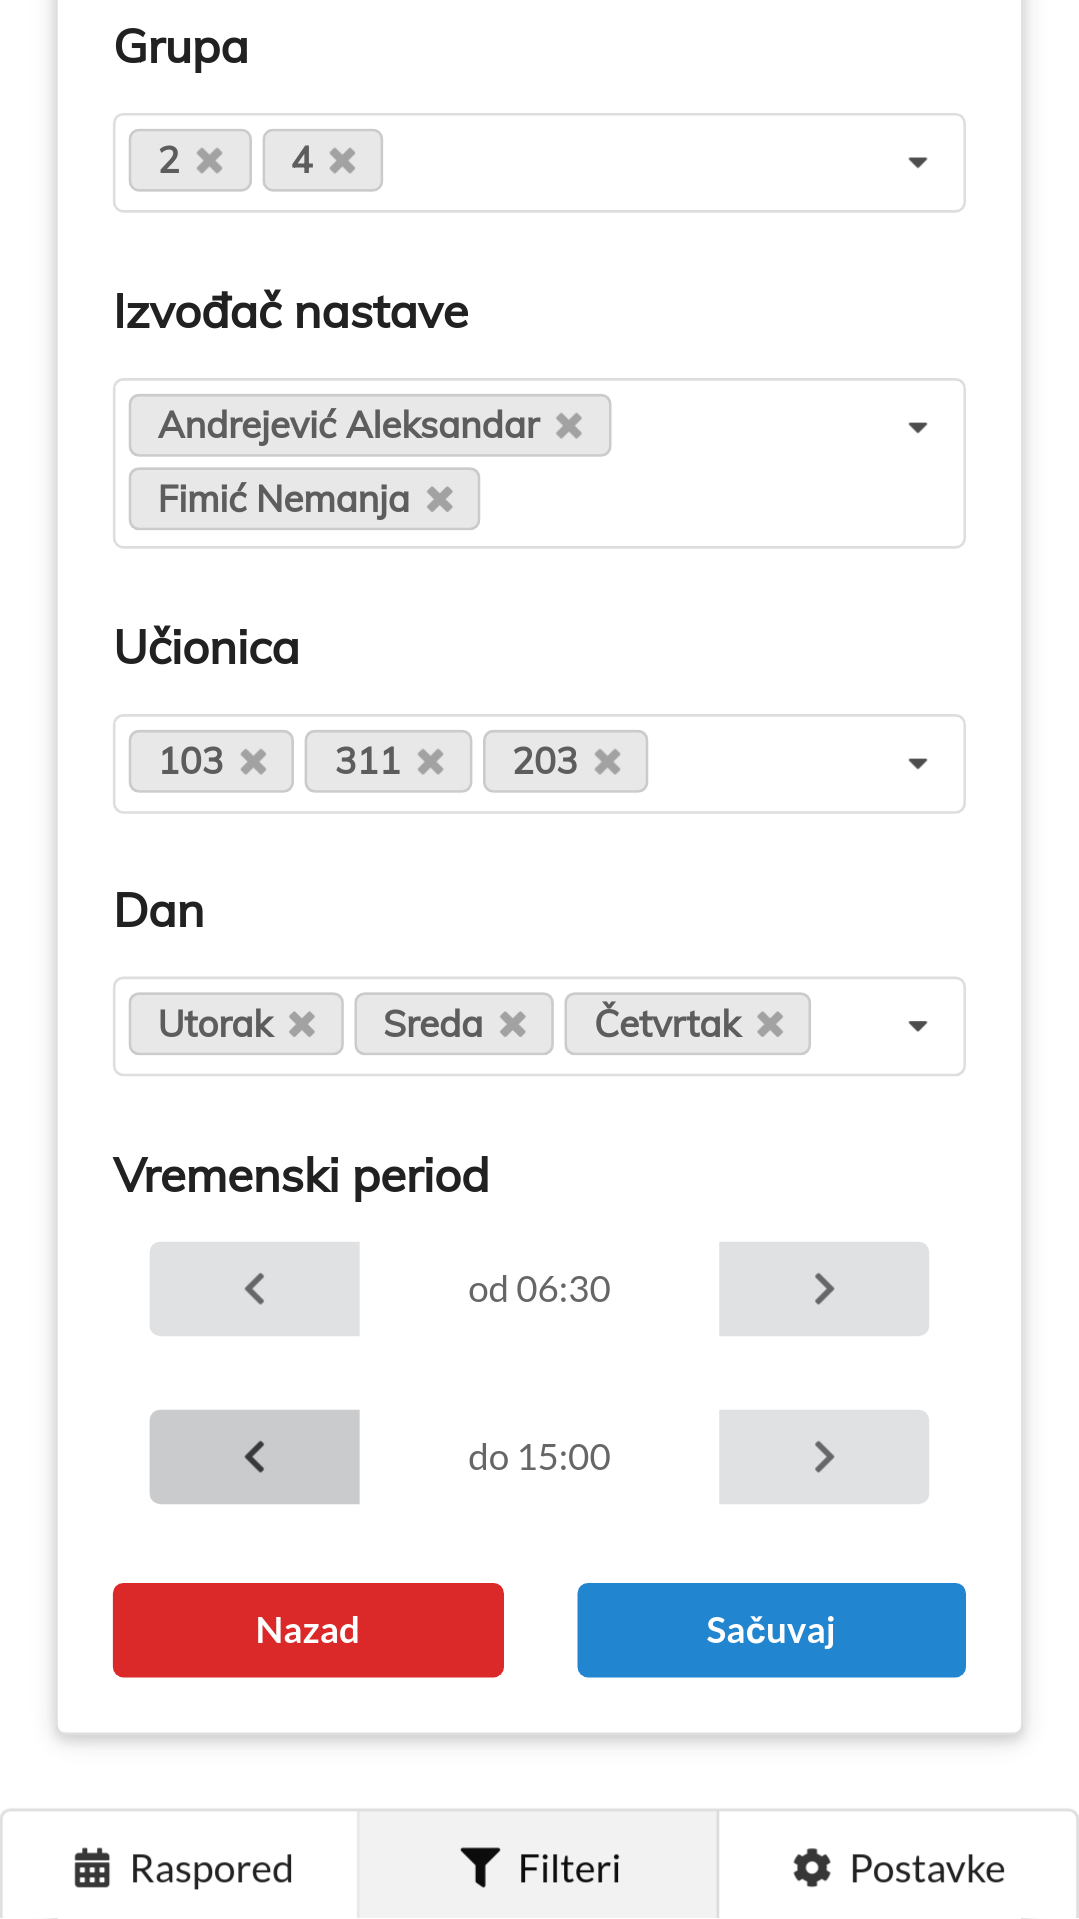 Grupa
2 4
Izvođač nastave
Andrejević Aleksandar
Fimić Nemanja
Učionica
103 311 203
Dan
Utorak Sreda Četvrtak
Vremenski period
od 06:30
do 15:00
Nazad Sačuvaj
Raspored Filteri Postavke